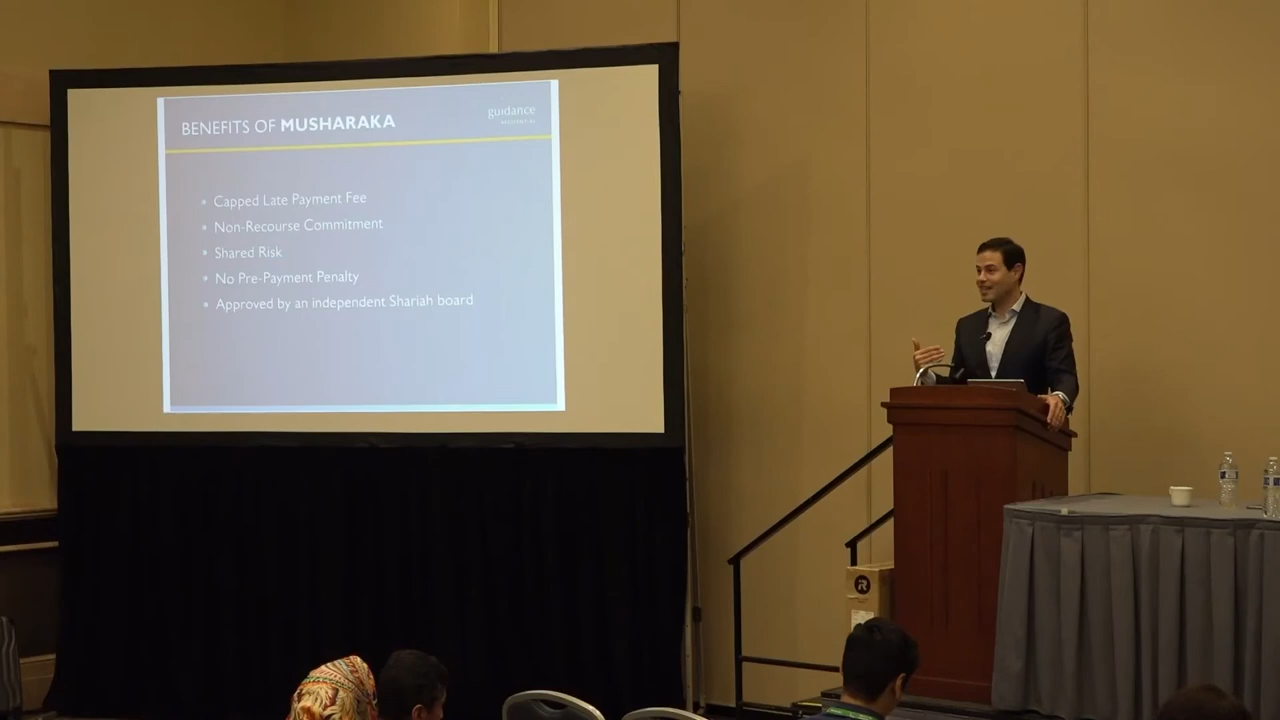 BENEFITS OF MUSHARAKA
guidance
RESIDENTIAL
• Capped Late Payment Fee
• Non-Recourse Commitment
• Shared Risk
• No Pre-Payment Penalty
• Approved by an independent Shariah board
R